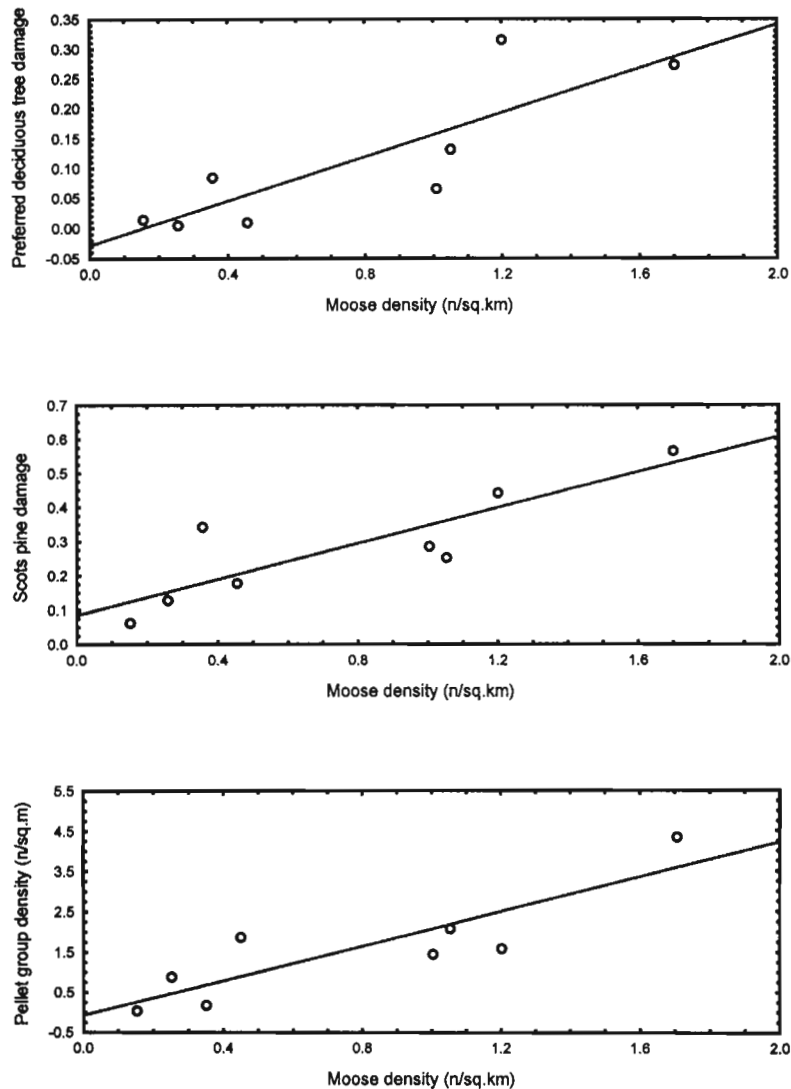 Preferred deciduous tree damage
0.35
0.30
0.25
0.20
0.15
0.10
0.05
0.00
-0.05
0.0 0.4 0.8 1.2 1.6 2.0
Moose density (n/sq.km)
Scots pine damage
0.7
0.6
0.5
0.4
0.3
0.2
0.1
0.0
0.0 0.4 0.8 1.2 1.6 2.0
Moose density (n/sq.km)
Pellet group density (n/sq.m)
5.5
4.5
3.5
2.5
1.5
0.5
-0.5
0.0 0.4 0.8 1.2 1.6 2.0
Moose density (n/sq.km)